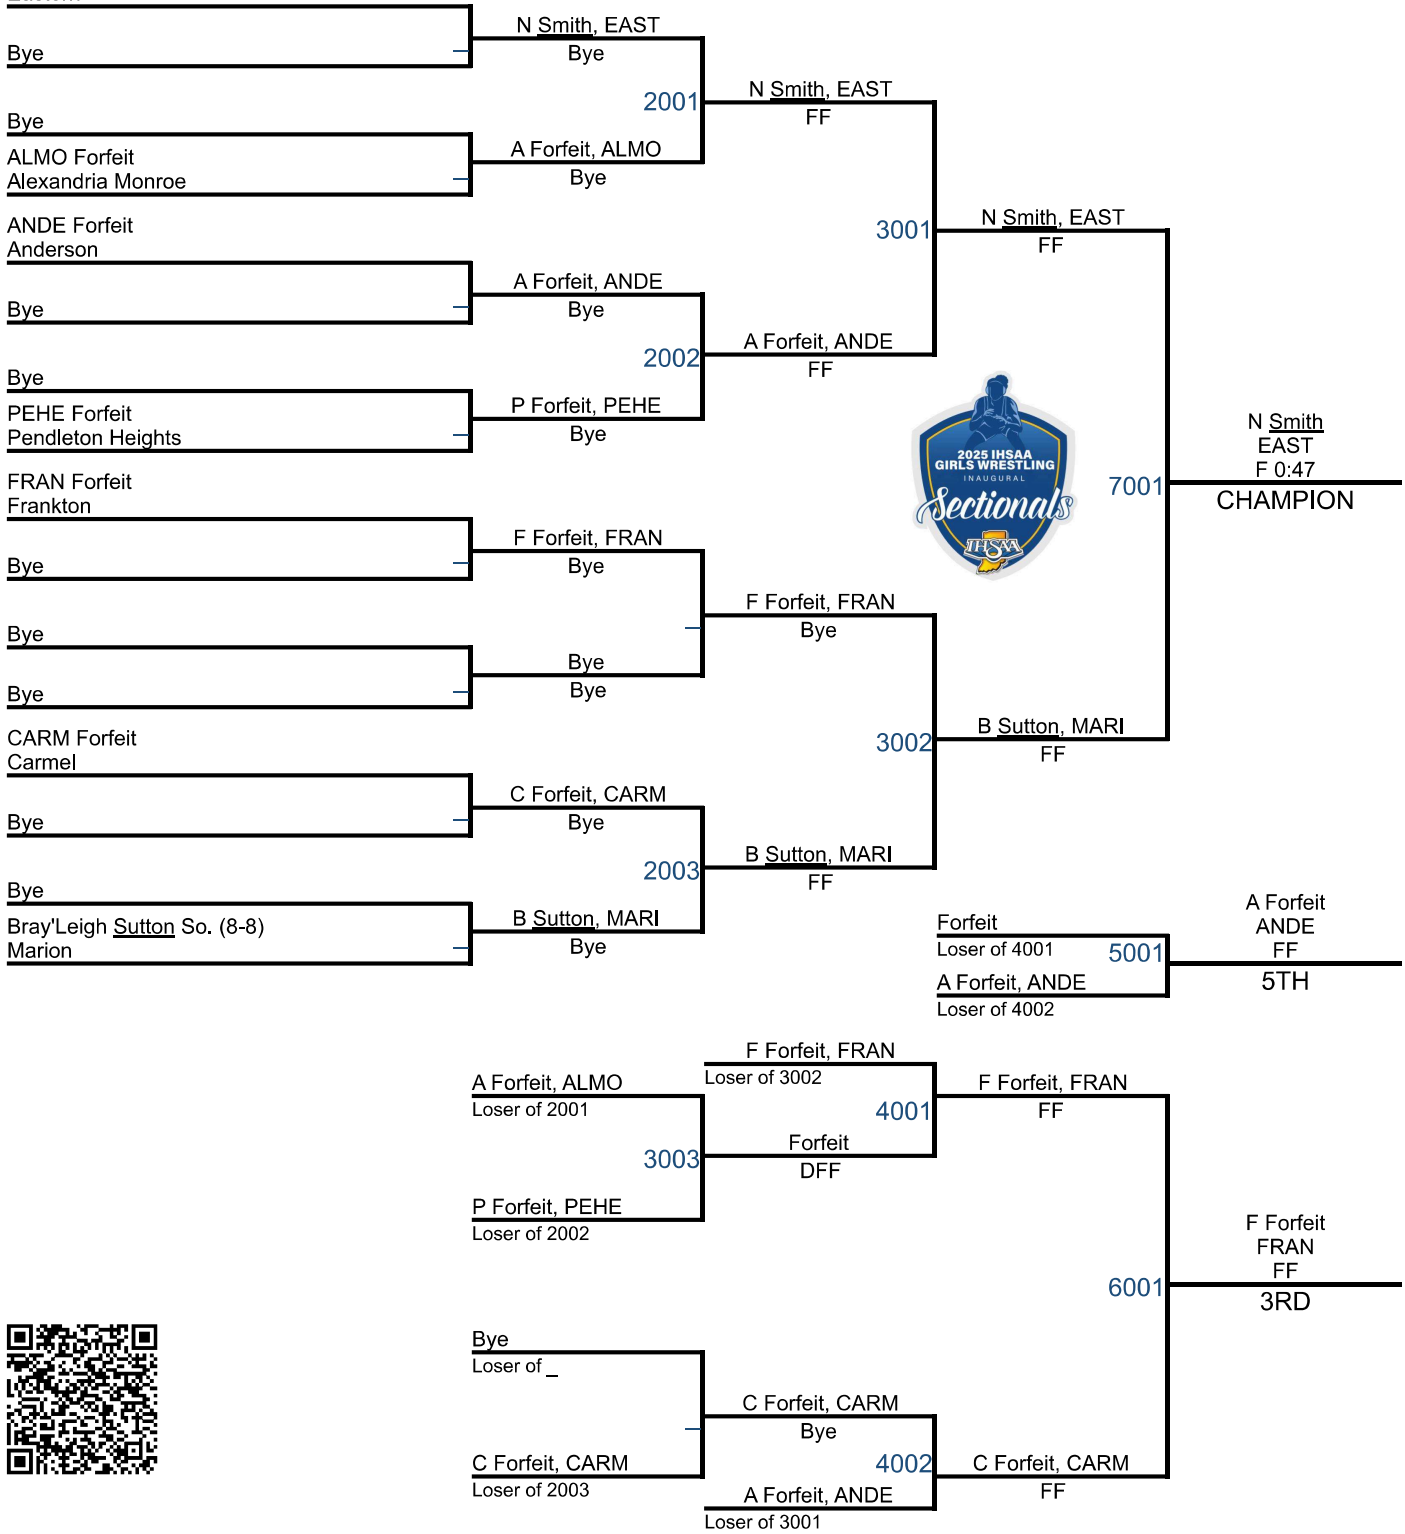 N Smith, EAST
Bye
Bye
2001
N Smith, EAST
FF
Bye
ALMO Forfeit
Alexandria Monroe
A Forfeit, ALMO
Bye
ANDE Forfeit
Anderson
3001
N Smith, EAST
FF
A Forfeit, ANDE
Bye
Bye
2002
A Forfeit, ANDE
FF
Bye
PEHE Forfeit
Pendleton Heights
P Forfeit, PEHE
Bye
2025 IHSAA
GIRLS WRESTLING
INAUGURAL
Sectionals
IHSAA
7001
N Smith
EAST
F 0:47
CHAMPION
FRAN Forfeit
Frankton
F Forfeit, FRAN
Bye
Bye
F Forfeit, FRAN
Bye
Bye
Bye
Bye
Bye
3002
B Sutton, MARI
FF
CARM Forfeit
Carmel
C Forfeit, CARM
Bye
Bye
2003
B Sutton, MARI
FF
Bye
Bray'Leigh Sutton So. (8-8)
Marion
B Sutton, MARI
Bye
Forfeit
Loser of 4001
5001
A Forfeit, ANDE
Loser of 4002
A Forfeit
ANDE
FF
5TH
F Forfeit, FRAN
Loser of 3002
A Forfeit, ALMO
Loser of 2001
4001
F Forfeit, FRAN
FF
3003
Forfeit
DFF
P Forfeit, PEHE
Loser of 2002
6001
F Forfeit
FRAN
FF
3RD
Bye
Loser of _
C Forfeit, CARM
Bye
C Forfeit, CARM
Loser of 2003
4002
C Forfeit, CARM
FF
A Forfeit, ANDE
Loser of 3001